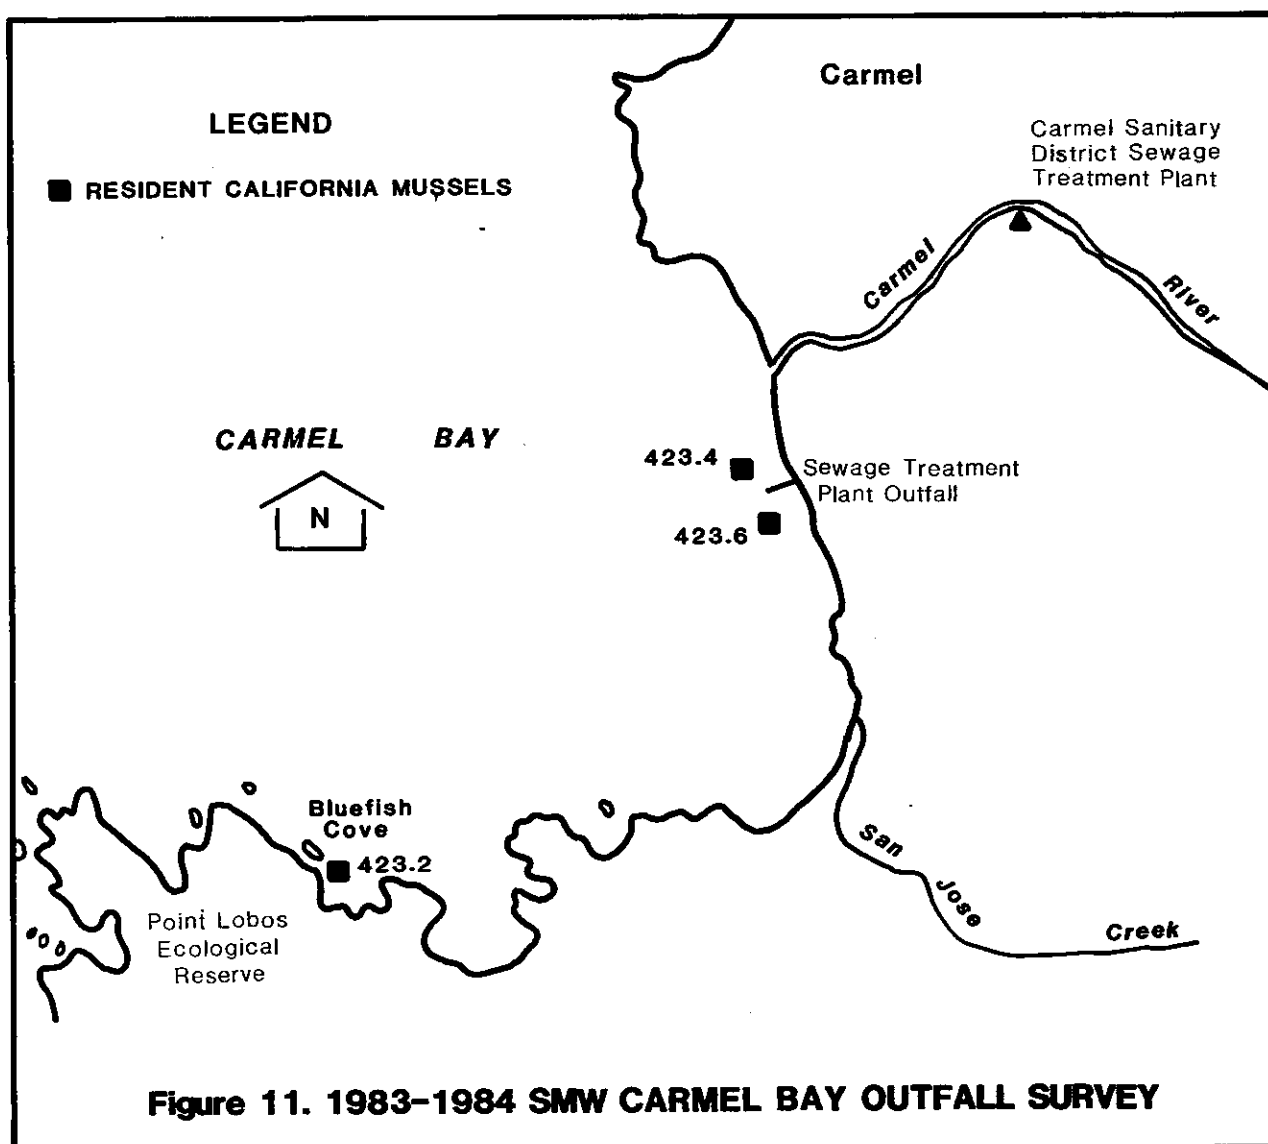 Carmel
LEGEND
RESIDENT CALIFORNIA MUSSELS
Carmel Sanitary
District Sewage
Treatment Plant
Carmel River
CARMEL BAY
N
423.4
Sewage Treatment
Plant Outfall
423.6
Bluefish
Cove
423.2
Point Lobos
Ecological
Reserve
San Jose Creek
Figure 11. 1983-1984 SMW CARMEL BAY OUTFALL SURVEY